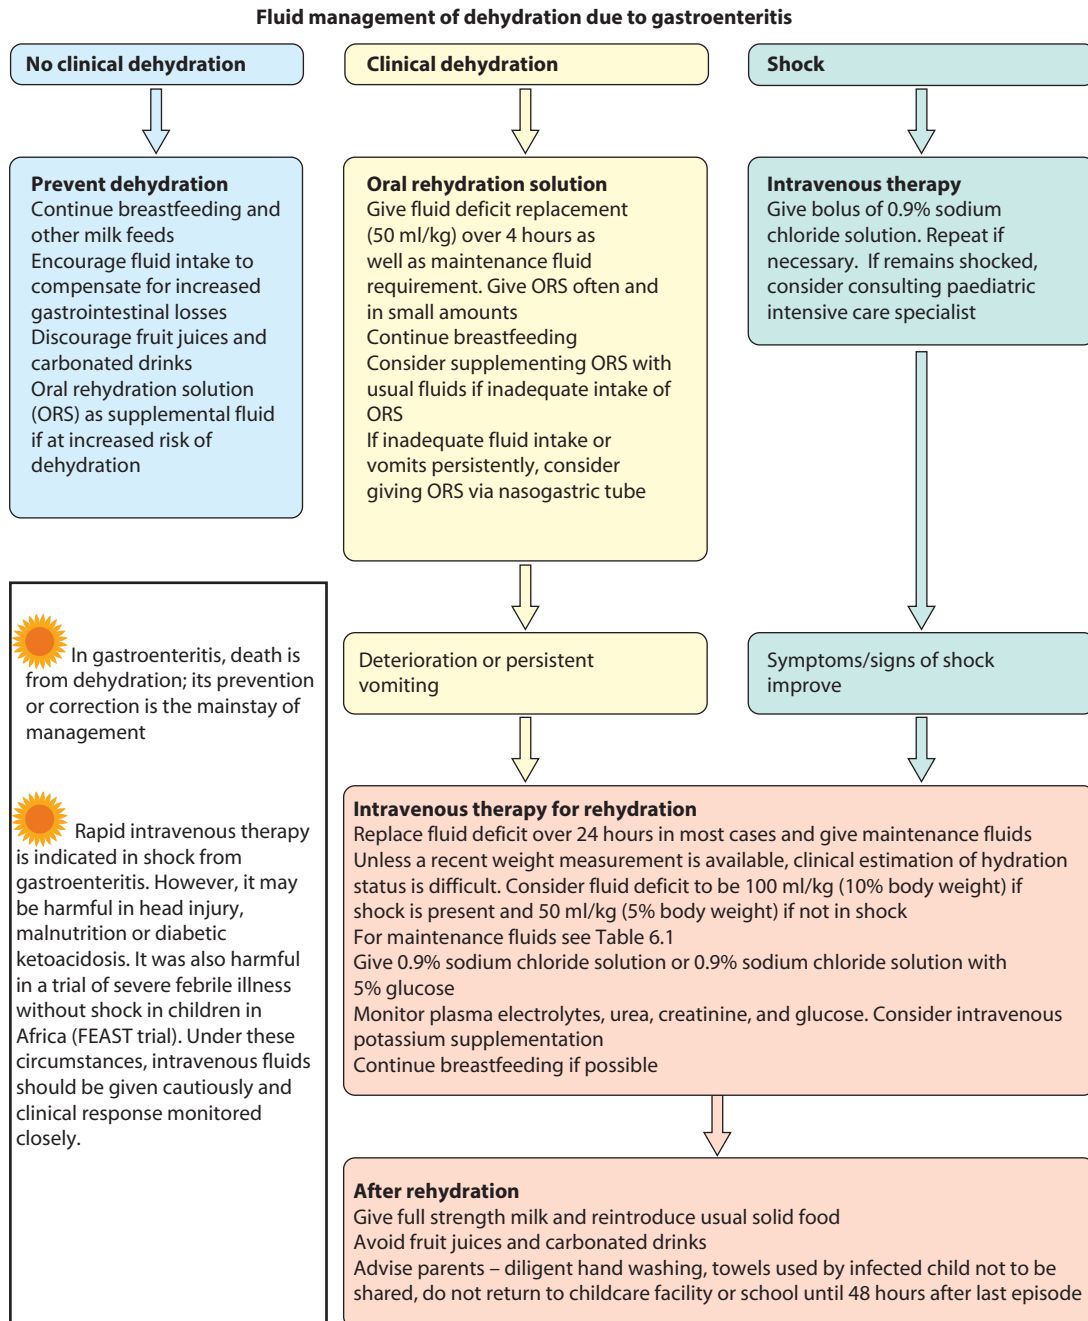 Fluid management of dehydration due to gastroenteritis
No clinical dehydration
Clinical dehydration
Shock
Prevent dehydration
Continue breastfeeding and
other milk feeds
Encourage fluid intake to
compensate for increased
gastrointestinal losses
Discourage fruit juices and
carbonated drinks
Oral rehydration solution
(ORS) as supplemental fluid
if at increased risk of
dehydration
Oral rehydration solution
Give fluid deficit replacement
(50 ml/kg) over 4 hours as
well as maintenance fluid
requirement. Give ORS often and
in small amounts
Continue breastfeeding
Consider supplementing ORS with
usual fluids if inadequate intake of
ORS
If inadequate fluid intake or
vomits persistently, consider
giving ORS via nasogastric tube
Intravenous therapy
Give bolus of 0.9% sodium
chloride solution. Repeat if
necessary. If remains shocked,
consider consulting paediatric
intensive care specialist
Deterioration or persistent
vomiting
Symptoms/signs of shock
improve
In gastroenteritis, death is
from dehydration; its prevention
or correction is the mainstay of
management
Rapid intravenous therapy
is indicated in shock from
gastroenteritis. However, it may
be harmful in head injury,
malnutrition or diabetic
ketoacidosis. It was also harmful
in a trial of severe febrile illness
without shock in children in
Africa (FEAST trial). Under these
circumstances, intravenous fluids
should be given cautiously and
clinical response monitored
closely.
Intravenous therapy for rehydration
Replace fluid deficit over 24 hours in most cases and give maintenance fluids
Unless a recent weight measurement is available, clinical estimation of hydration
status is difficult. Consider fluid deficit to be 100 ml/kg (10% body weight) if
shock is present and 50 ml/kg (5% body weight) if not in shock
For maintenance fluids see Table 6.1
Give 0.9% sodium chloride solution or 0.9% sodium chloride solution with
5% glucose
Monitor plasma electrolytes, urea, creatinine, and glucose. Consider intravenous
potassium supplementation
Continue breastfeeding if possible
After rehydration
Give full strength milk and reintroduce usual solid food
Avoid fruit juices and carbonated drinks
Advise parents – diligent hand washing, towels used by infected child not to be
shared, do not return to childcare facility or school until 48 hours after last episode